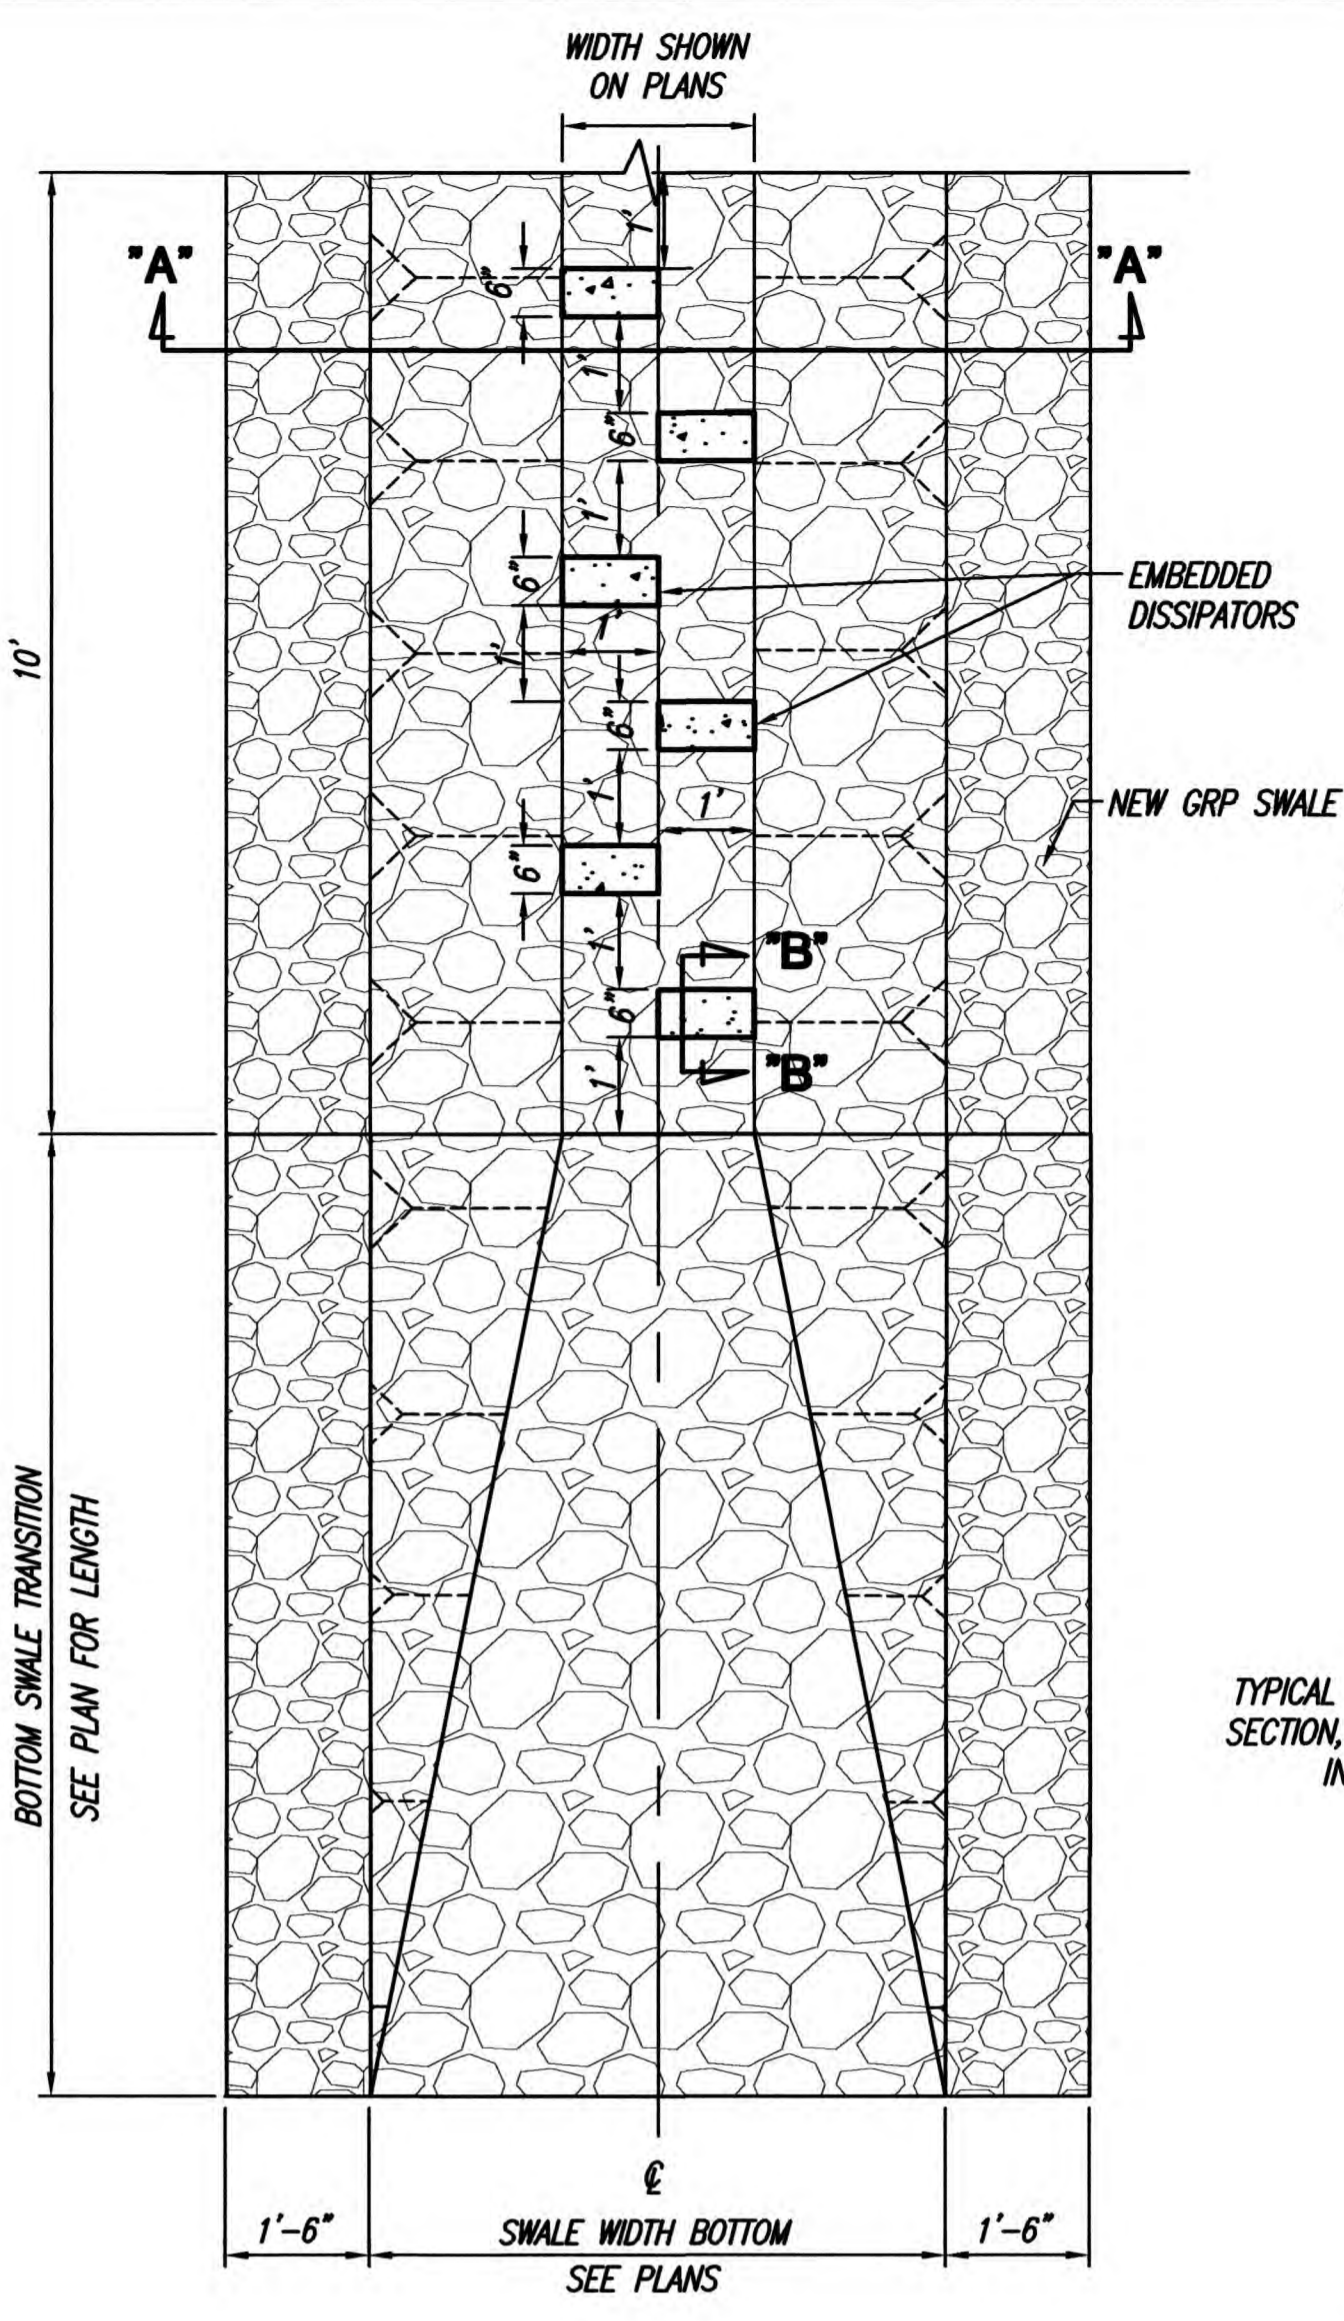 WIDTH SHOWN
ON PLANS
1'
"A"
"A"
6"
1'
6"
1'
6"
1'
1'
6"
1'
1'
6"
1'
6"
1'
"B"
"B"
EMBEDDED
DISSIPATORS
NEW GRP SWALE
10'
BOTTOM SWALE TRANSITION
SEE PLAN FOR LENGTH
TYPICAL
SECTION,
IN
℄
1'-6"
SWALE WIDTH BOTTOM
SEE PLANS
1'-6"